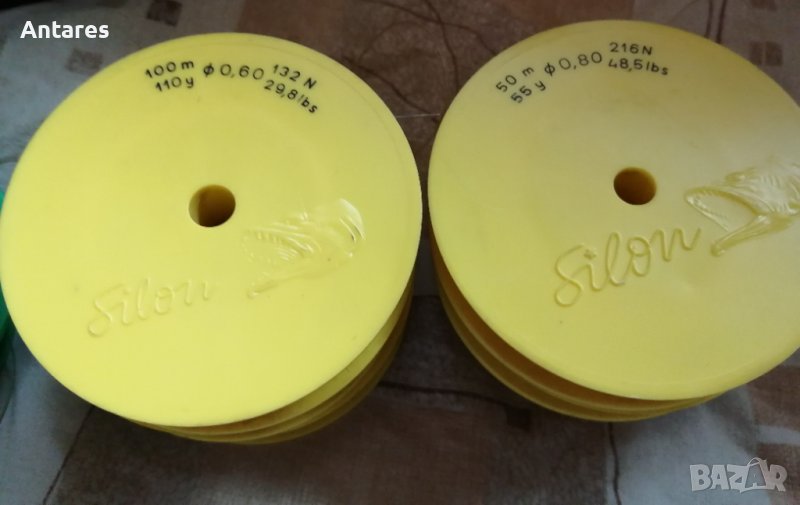 Antares
100 m ϕ 0,60 132 N
110 y 29,8 lbs
Silon
50 m ϕ 0,80 216 N
55 y 48,5 lbs
Silon
BAZAR